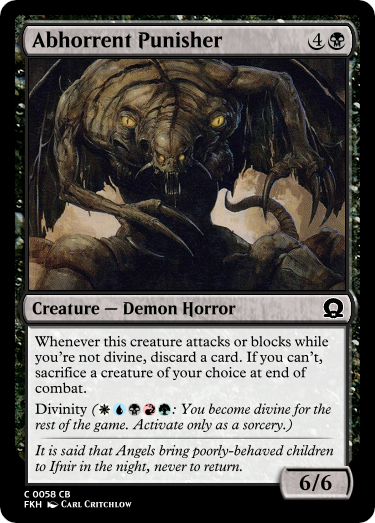 Abhorrent Punisher 4
Creature — Demon Horror
Whenever this creature attacks or blocks while
you're not divine, discard a card. If you can't,
sacrifice a creature of your choice at end of
combat.
Divinity (: You become divine for the
rest of the game. Activate only as a sorcery.)
It is said that Angels bring poorly-behaved children
to Ifnir in the night, never to return.
6/6
C 0058 CB
FKH Carl Critchlow